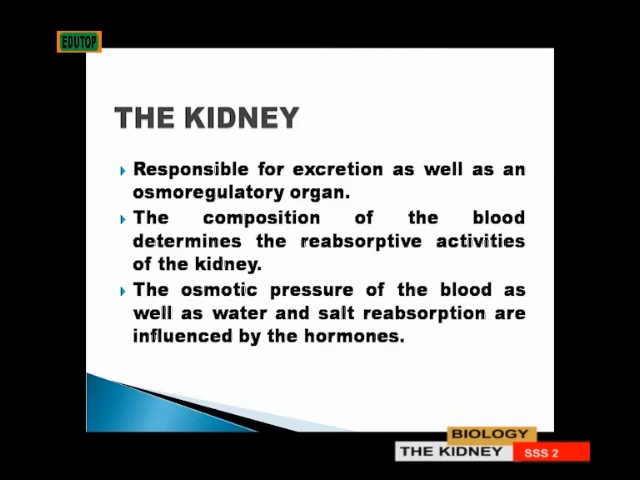 EDUTOP
THE KIDNEY
Responsible for excretion as well as an
osmoregulatory organ.
The composition of the blood
determines the reabsorptive activities
of the kidney.
The osmotic pressure of the blood as
well as water and salt reabsorption are
influenced by the hormones.
BIOLOGY
THE KIDNEY SSS 2